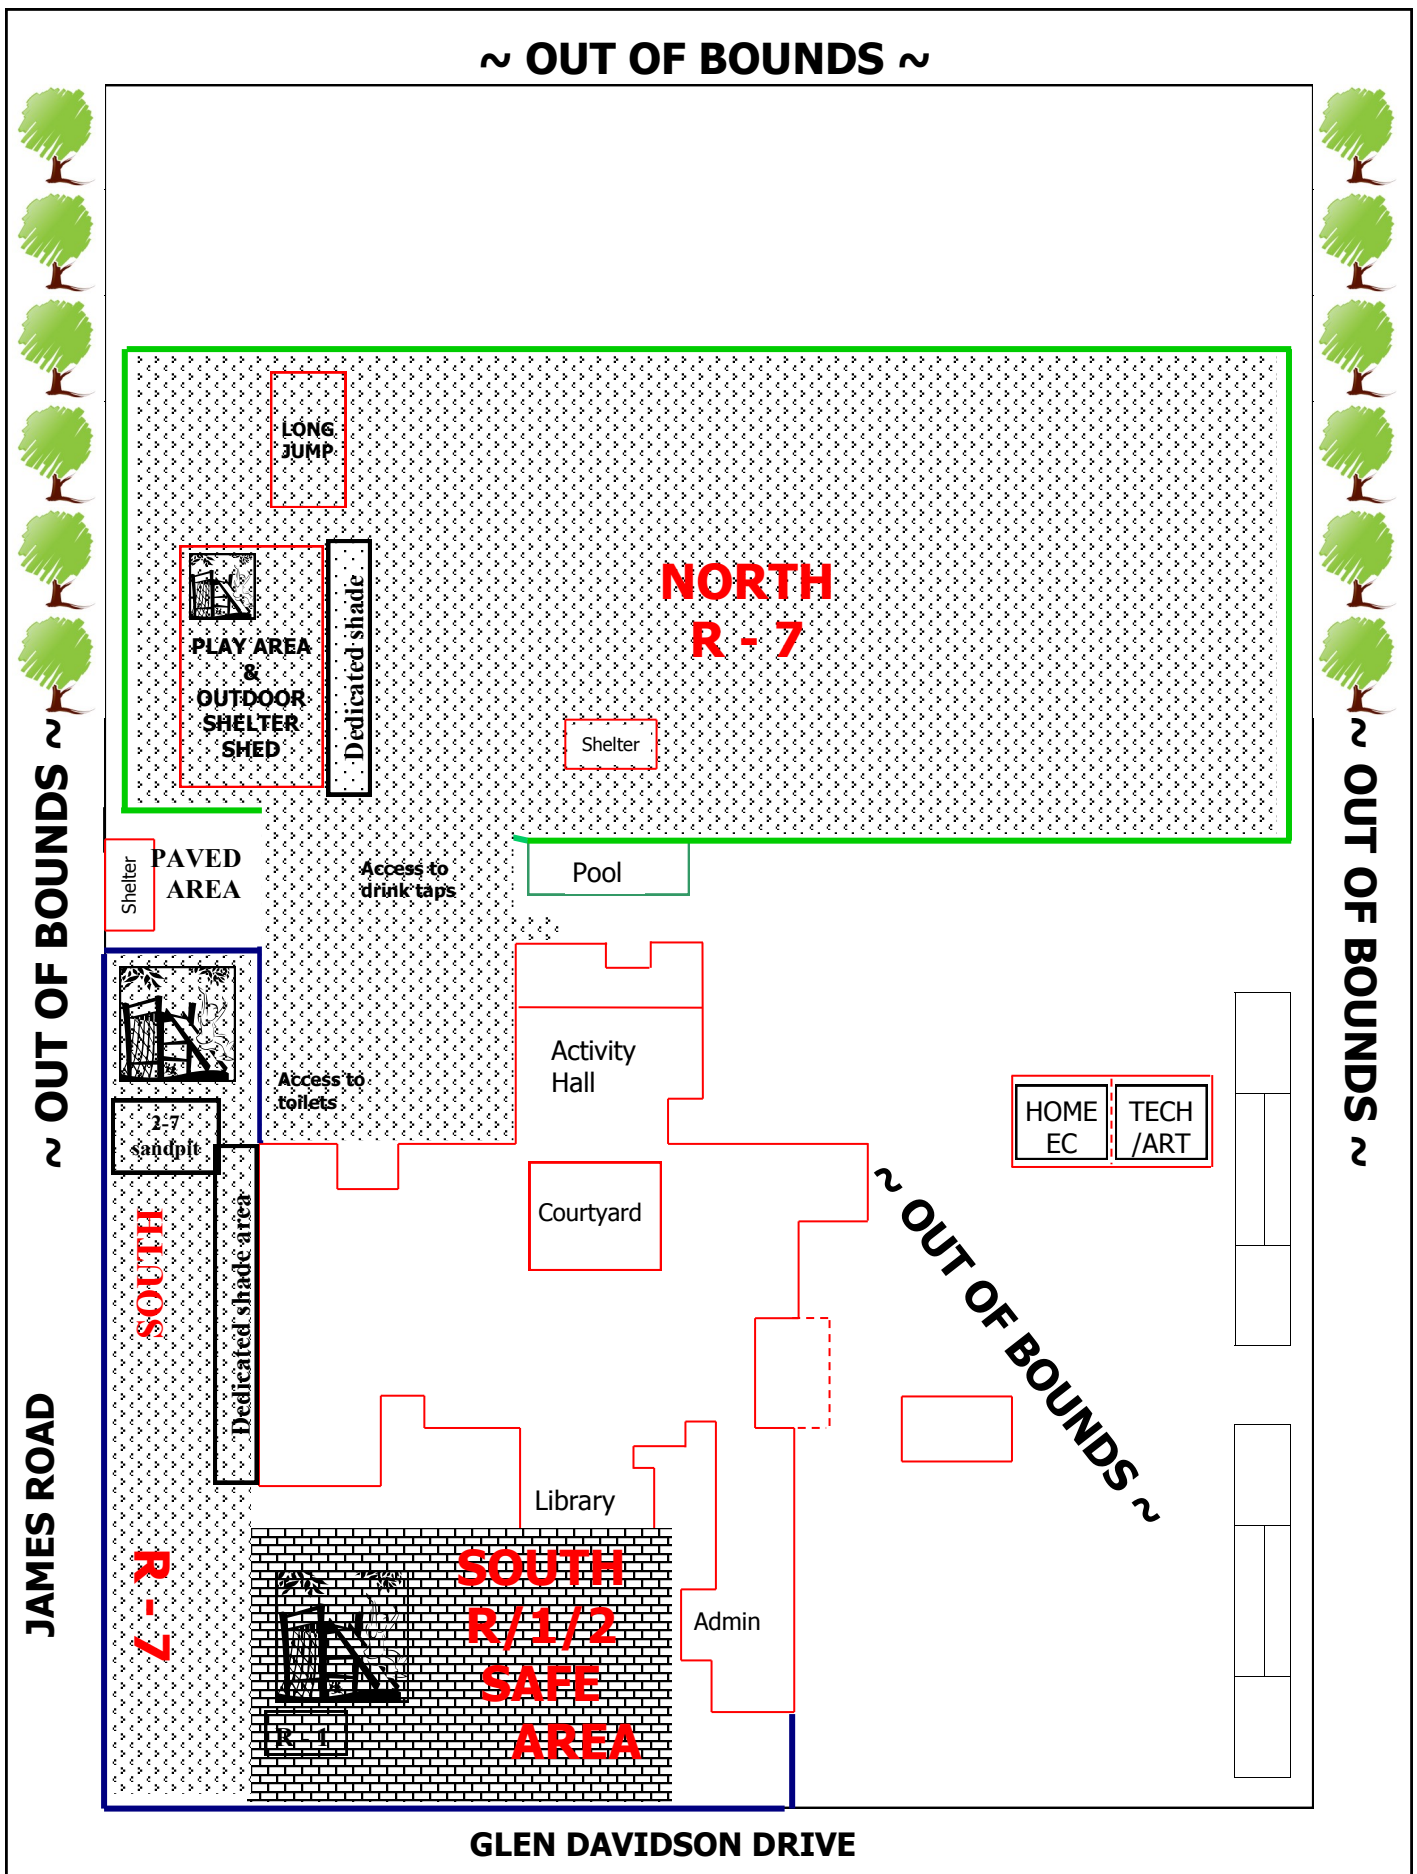 ~ OUT OF BOUNDS ~
LONG
JUMP
NORTH
R - 7
PLAY AREA
&
OUTDOOR
SHELTER
SHED
Dedicated shade
Shelter
~ OUT OF BOUNDS ~
~ OUT OF BOUNDS ~
Shelter
PAVED
AREA
Access to
drink taps
Pool
Activity
Hall
Access to
toilets
2-7
sandpit
HOME
EC
TECH
/ART
Courtyard
SOUTH
R - 7
Dedicated shade area
~ OUT OF BOUNDS ~
JAMES ROAD
Library
SOUTH
R/1/2
SAFE
AREA
Admin
R - 1
GLEN DAVIDSON DRIVE